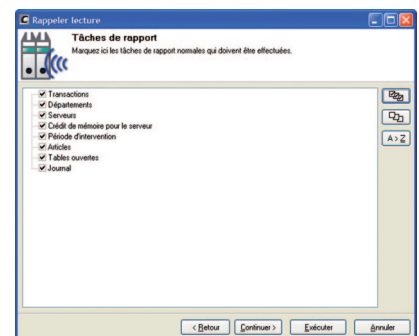 Rappeler lecture
Tâches de rapport
Marquez ici les tâches de rapport normales qui doivent être effectuées.
Transactions
Départements
Serveurs
Crédit de mémoire pour le serveur
Période d'intervention
Articles
Tables ouvertes
Journal
A>Z
< Retour
Continuer >
Exécuter
Annuler